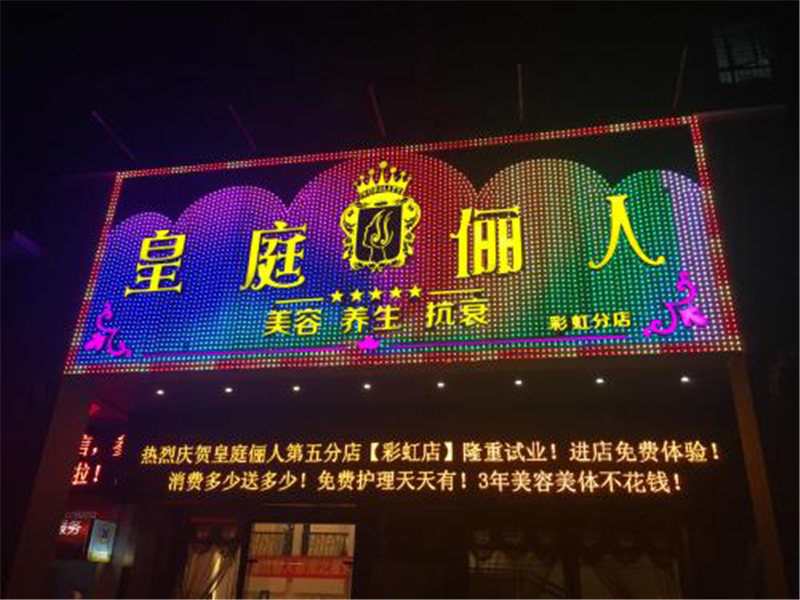 皇庭俪人
美容 养生 抗衰
彩虹分店
热烈庆贺皇庭俪人第五分店【彩虹店】隆重试业！进店免费体验！
消费多少送多少！免费护理天天有！3年美容美体不花钱！
啦！
服务